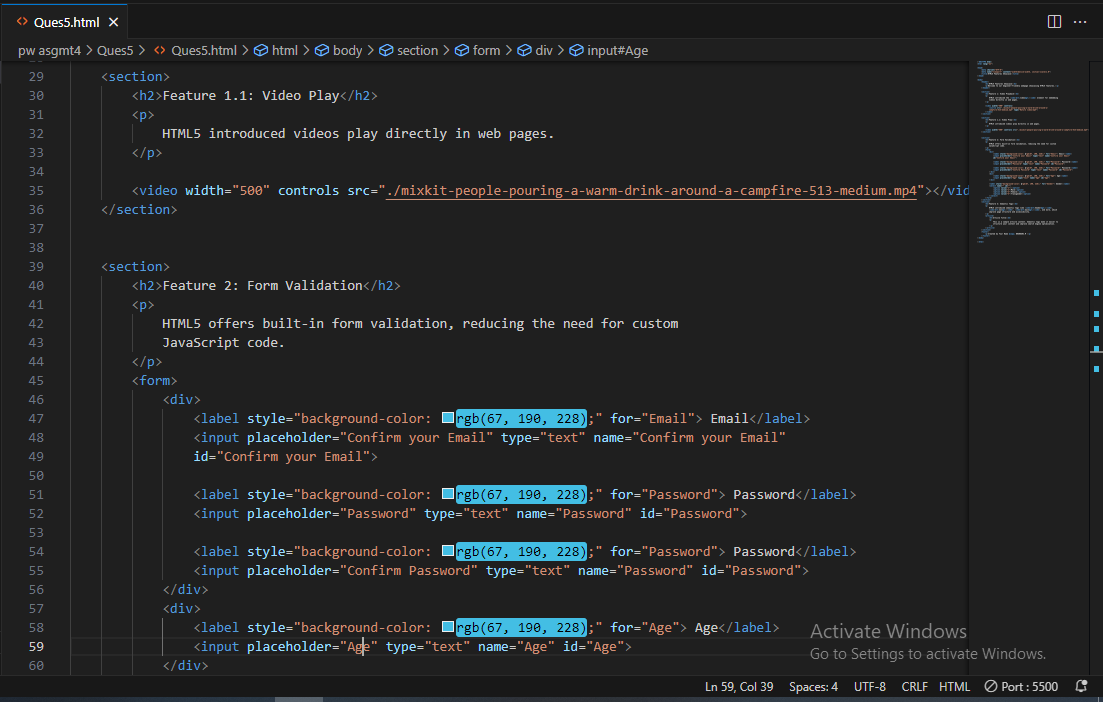 Ques5.html
pw asgmt4 > Ques5 > Ques5.html > html > body > section > form > div > input#Age
29 <section>
30 <h2>Feature 1.1: Video Play</h2>
31 <p>
32 HTML5 introduced videos play directly in web pages.
33 </p>
34
35 <video width="500" controls src="./mixkit-people-pouring-a-warm-drink-around-a-campfire-513-medium.mp4"></vid
36 </section>
37
38
39 <section>
40 <h2>Feature 2: Form Validation</h2>
41 <p>
42 HTML5 offers built-in form validation, reducing the need for custom
43 JavaScript code.
44 </p>
45 <form>
46 <div>
47 <label style="background-color: rgb(67, 190, 228);" for="Email"> Email</label>
48 <input placeholder="Confirm your Email" type="text" name="Confirm your Email"
49 id="Confirm your Email">
50
51 <label style="background-color: rgb(67, 190, 228);" for="Password"> Password</label>
52 <input placeholder="Password" type="text" name="Password" id="Password">
53
54 <label style="background-color: rgb(67, 190, 228);" for="Password"> Password</label>
55 <input placeholder="Confirm Password" type="text" name="Password" id="Password">
56 </div>
57 <div>
58 <label style="background-color: rgb(67, 190, 228);" for="Age"> Age</label>
59 <input placeholder="Age" type="text" name="Age" id="Age">
60 </div>
Activate Windows
Go to Settings to activate Windows.
Ln 59, Col 39 Spaces: 4 UTF-8 CRLF HTML Port : 5500